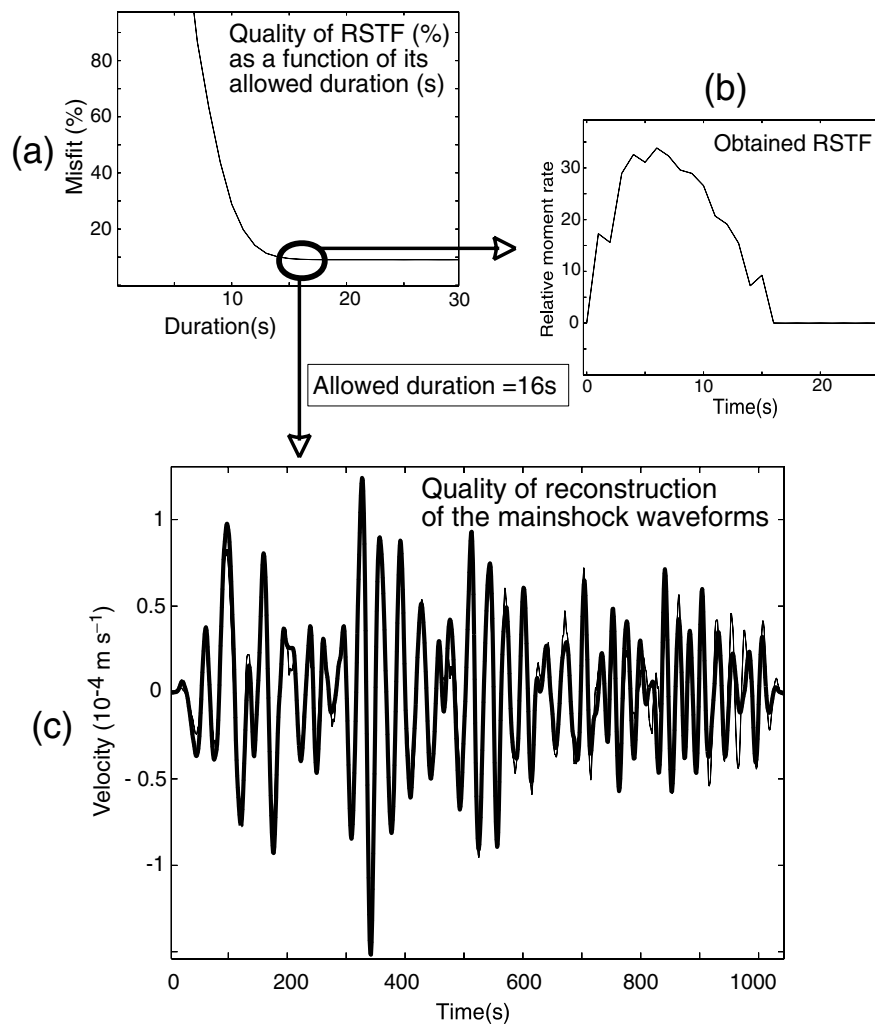 (a)
Quality of RSTF (%)
as a function of its
allowed duration (s)
Misfit (%)
80
60
40
20
10
20
30
Duration(s)
(b)
Obtained RSTF
Relative moment rate
30
20
10
0
0
10
20
Time(s)
Allowed duration =16s
(c)
Quality of reconstruction
of the mainshock waveforms
Velocity (10⁻⁴ m s⁻¹)
1
0.5
0
- 0.5
-1
0
200
400
600
800
1000
Time(s)